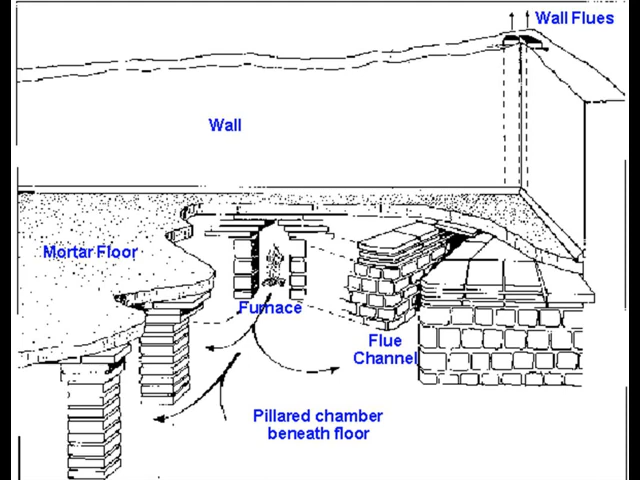 Wall Flues
Wall
Mortar Floor
Furnace
Flue
Channel
Pillared chamber
beneath floor